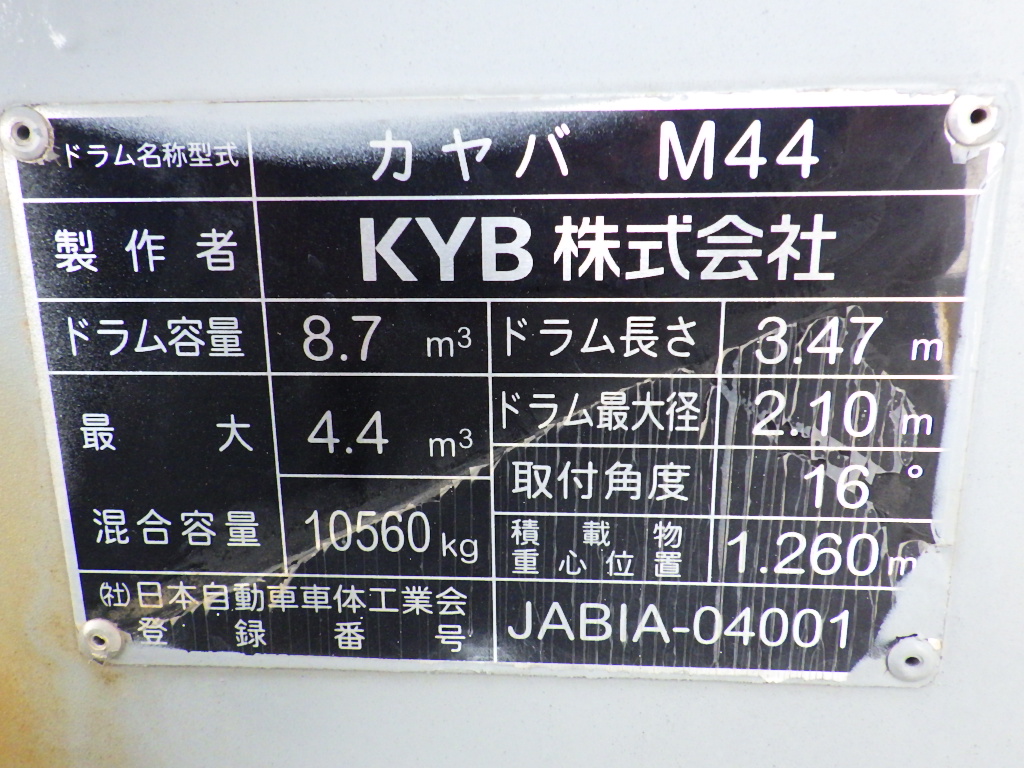 ドラム名称型式 カヤバ M44
製作者 KYB株式会社
ドラム容量 8.7 m³ ドラム長さ 3.47 m
最大 4.4 m³ ドラム最大径 2.10 m
取付角度 16°
混合容量 10560 kg 積載物 1.260 m
重心位置
(社)日本自動車車体工業会 JABIA-04001
登録番号